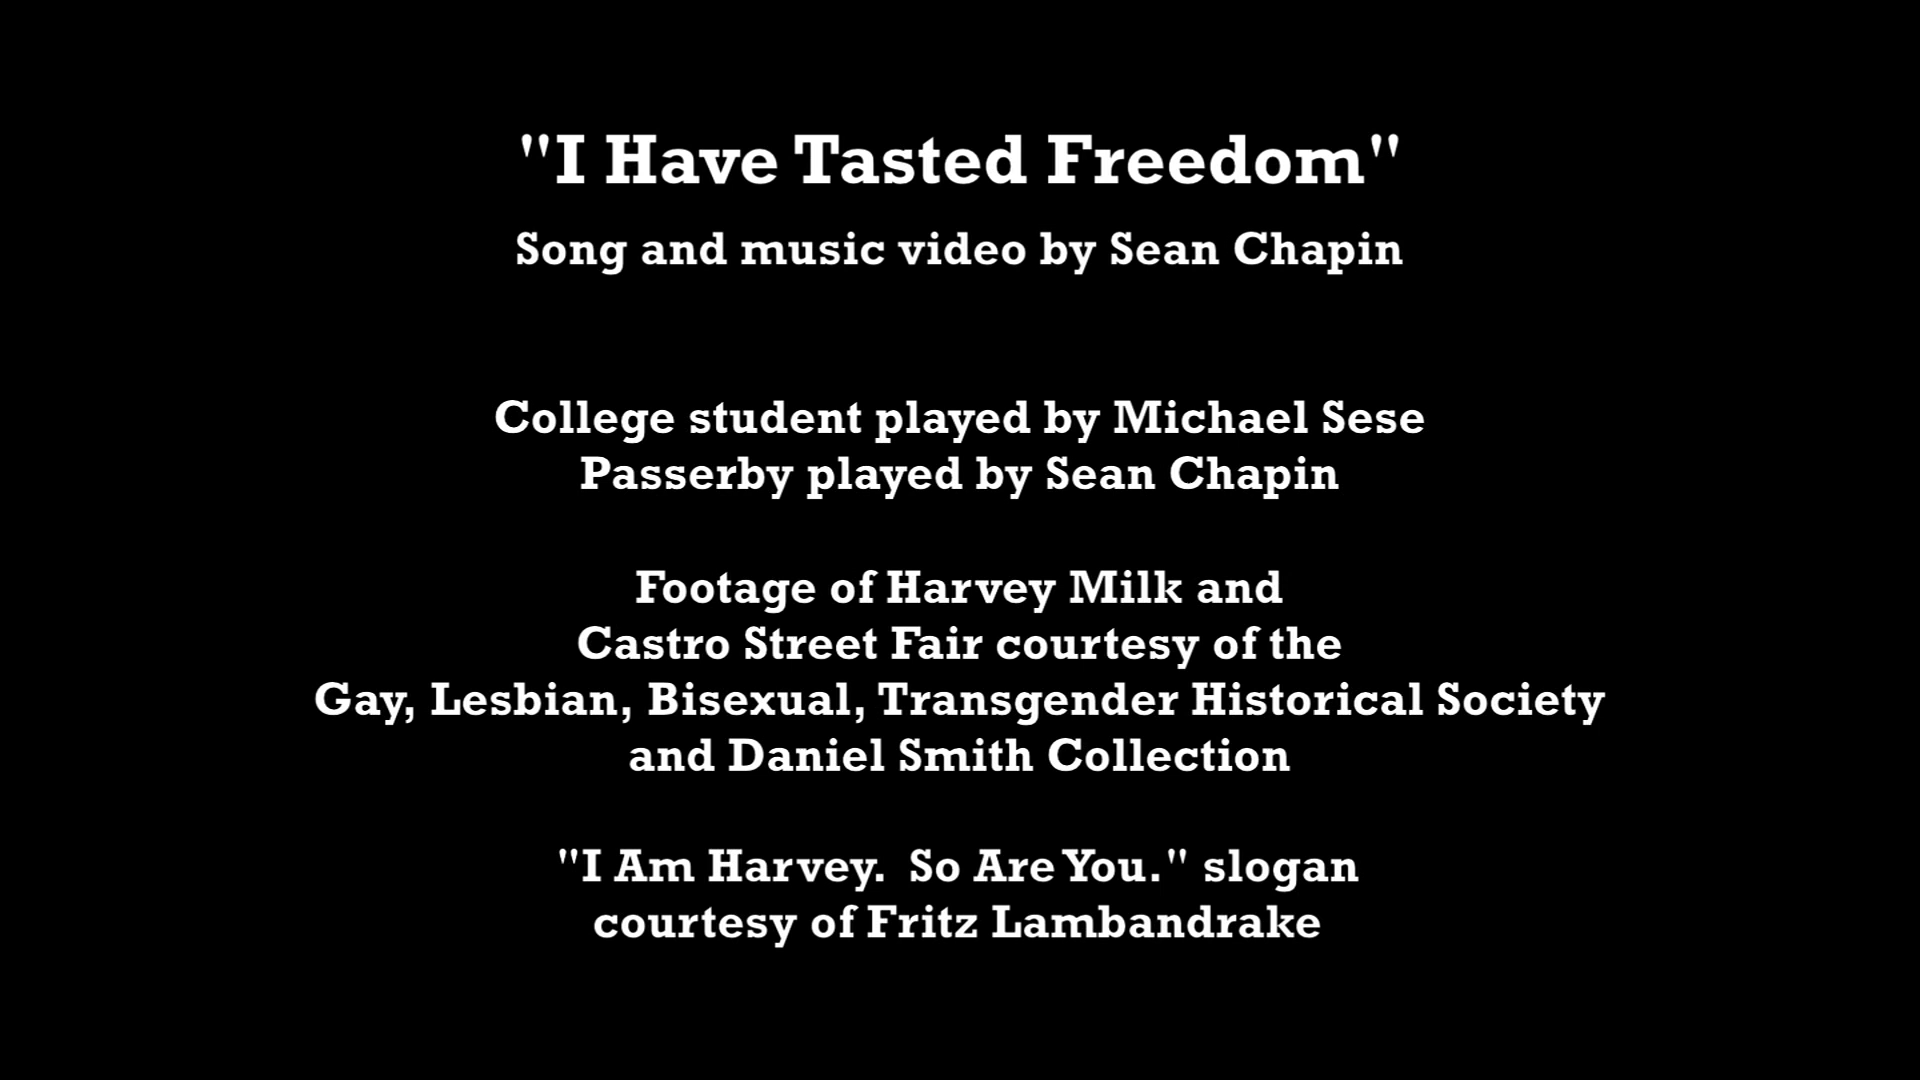 "I Have Tasted Freedom"
Song and music video by Sean Chapin
College student played by Michael Sese
Passerby played by Sean Chapin
Footage of Harvey Milk and
Castro Street Fair courtesy of the
Gay, Lesbian, Bisexual, Transgender Historical Society
and Daniel Smith Collection
"I Am Harvey.  So Are You." slogan
courtesy of Fritz Lambandrake